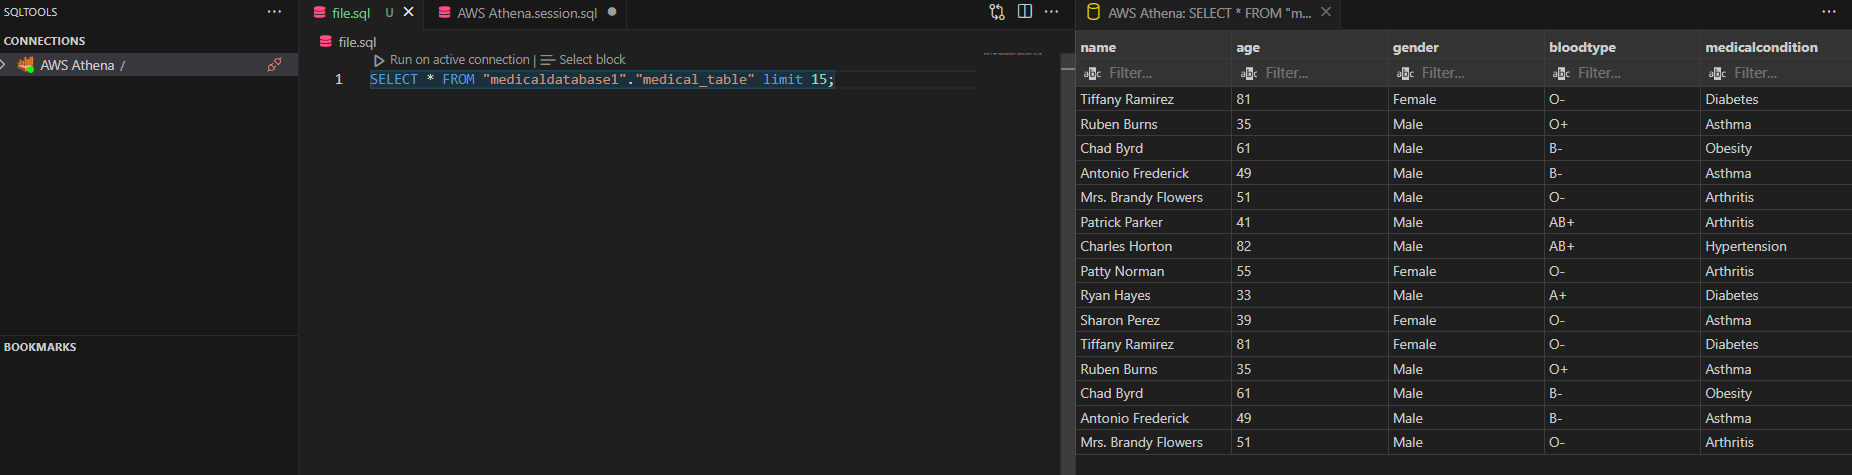 SQLTOOLS ···
CONNECTIONS
AWS Athena /
BOOKMARKS
file.sql U × AWS Athena.session.sql ···
file.sql
Run on active connection | Select block
1 SELECT * FROM "medicaldatabase1"."medical_table" limit 15;
AWS Athena: SELECT * FROM "m... × ···
name age gender bloodtype medicalcondition
abc Filter... abc Filter... abc Filter... abc Filter... abc Filter...
Tiffany Ramirez 81 Female O- Diabetes
Ruben Burns 35 Male O+ Asthma
Chad Byrd 61 Male B- Obesity
Antonio Frederick 49 Male B- Asthma
Mrs. Brandy Flowers 51 Male O- Arthritis
Patrick Parker 41 Male AB+ Arthritis
Charles Horton 82 Male AB+ Hypertension
Patty Norman 55 Female O- Arthritis
Ryan Hayes 33 Male A+ Diabetes
Sharon Perez 39 Female O- Asthma
Tiffany Ramirez 81 Female O- Diabetes
Ruben Burns 35 Male O+ Asthma
Chad Byrd 61 Male B- Obesity
Antonio Frederick 49 Male B- Asthma
Mrs. Brandy Flowers 51 Male O- Arthritis